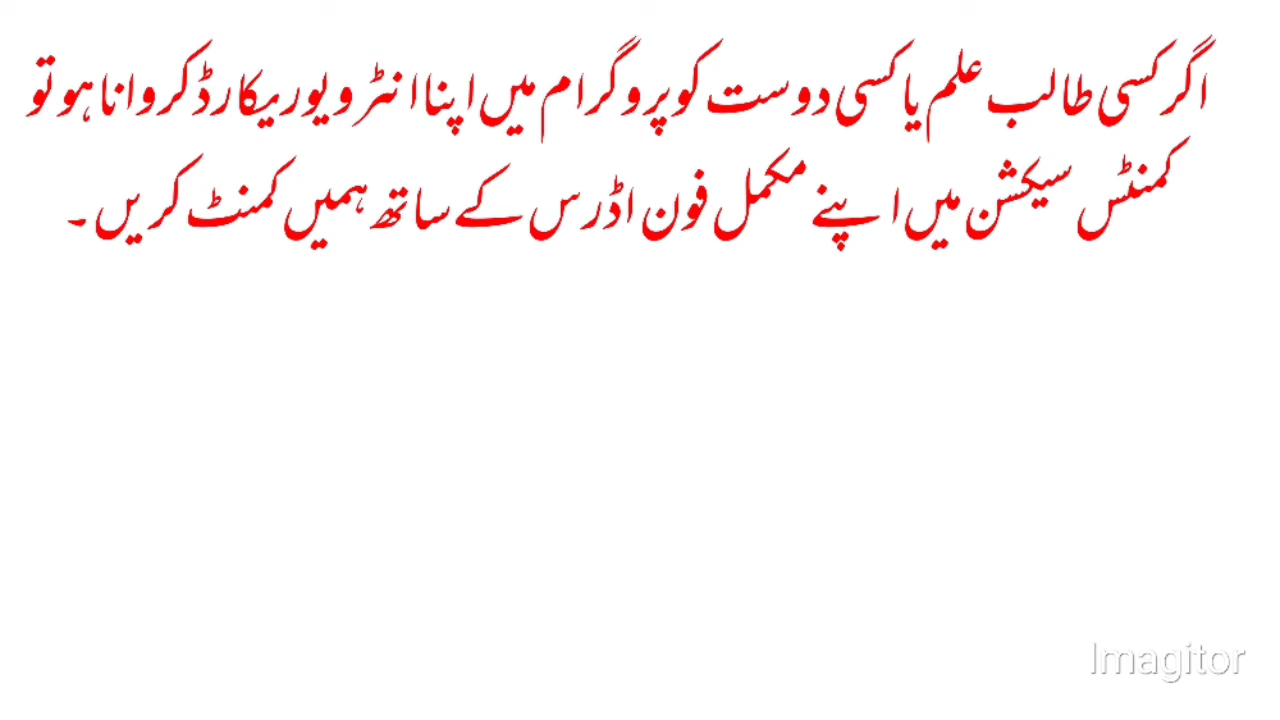 اگر کسی طالب علم یا کسی دوست کو پروگرام میں اپنا انٹرویو ریکارڈ کروانا ہو تو
کمنٹس سیکشن میں اپنے مکمل فون اڈرس کے ساتھ ہمیں کمنٹ کریں۔
Imagitor